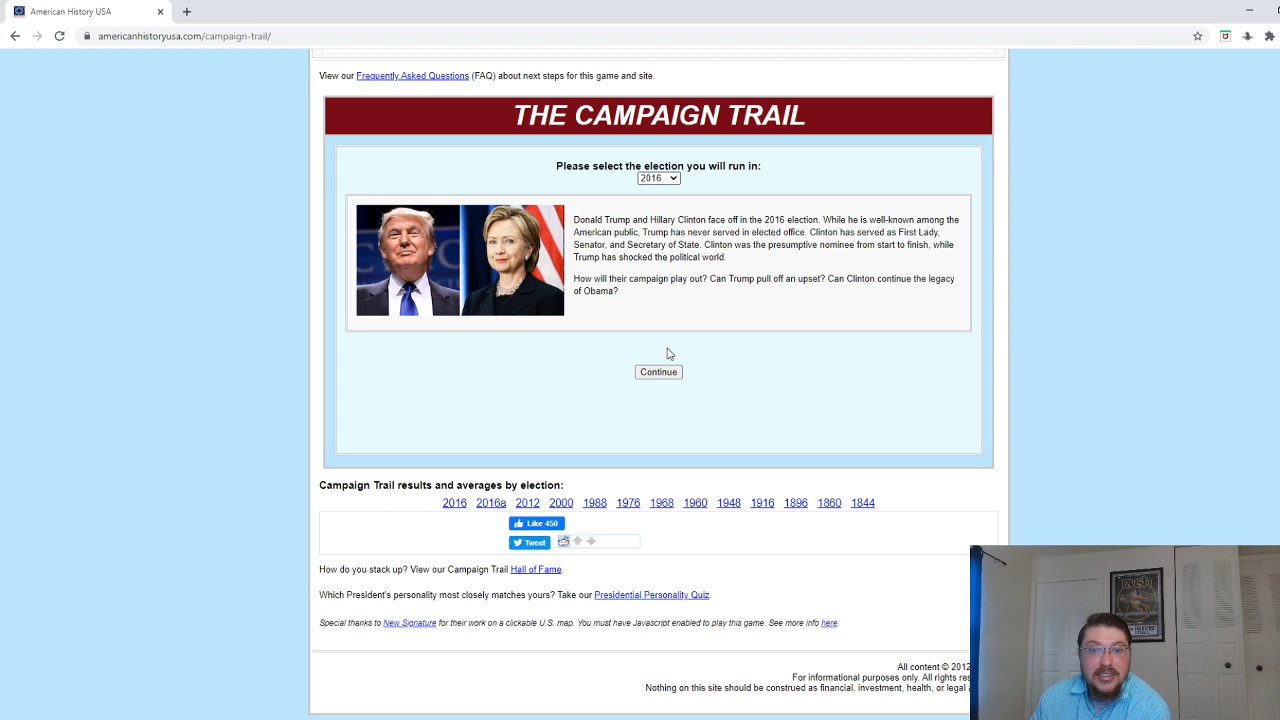 American History USA
americanhistoryusa.com/campaign-trail/
View our Frequently Asked Questions (FAQ) about next steps for this game and site.
THE CAMPAIGN TRAIL
Please select the election you will run in:
2016
Donald Trump and Hillary Clinton face off in the 2016 election. While he is well-known among the
American public, Trump has never served in elected office. Clinton has served as First Lady,
Senator, and Secretary of State. Clinton was the presumptive nominee from start to finish, while
Trump has shocked the political world.
How will their campaign play out? Can Trump pull off an upset? Can Clinton continue the legacy
of Obama?
Continue
Campaign Trail results and averages by election:
2016 2016a 2012 2000 1988 1976 1968 1960 1948 1916 1896 1860 1844
Like 450
Tweet
How do you stack up? View our Campaign Trail Hall of Fame.
Which President's personality most closely matches yours? Take our Presidential Personality Quiz.
Special thanks to New Signature for their work on a clickable U.S. map. You must have Javascript enabled to play this game. See more info here.
All content © 2012
For informational purposes only. All rights res
Nothing on this site should be construed as financial, investment, health, or legal a
Rush